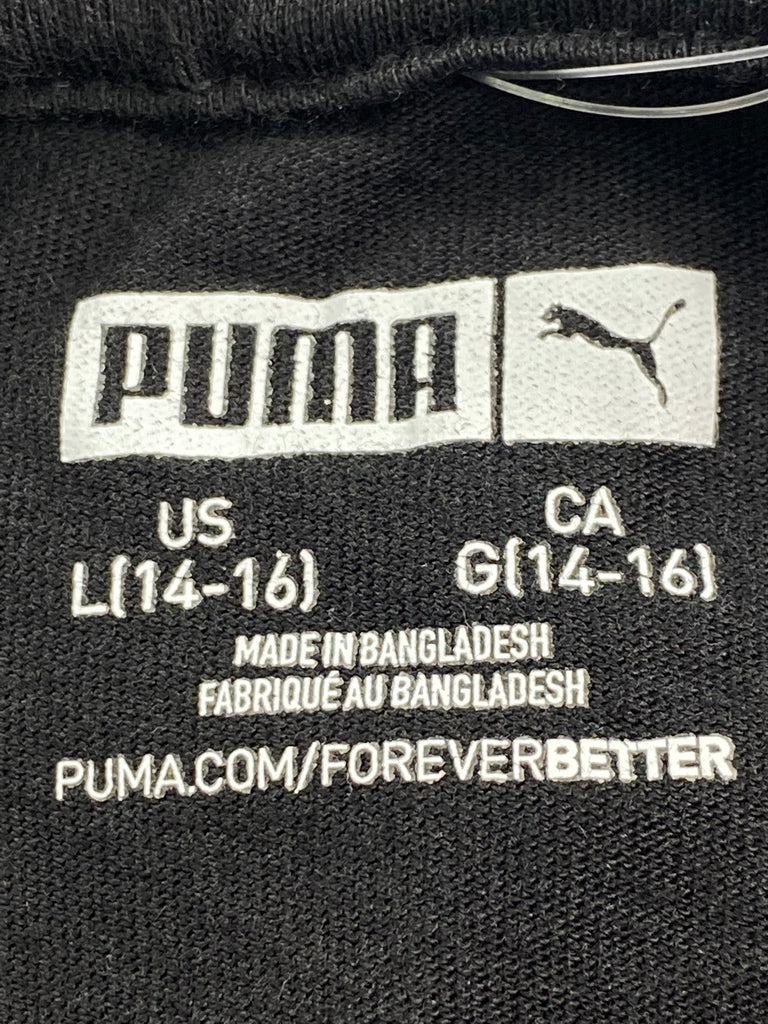 PUMA
US
L(14-16)
CA
G(14-16)
MADE IN BANGLADESH
FABRIQUÉ AU BANGLADESH
PUMA.COM/FOREVERBETTER